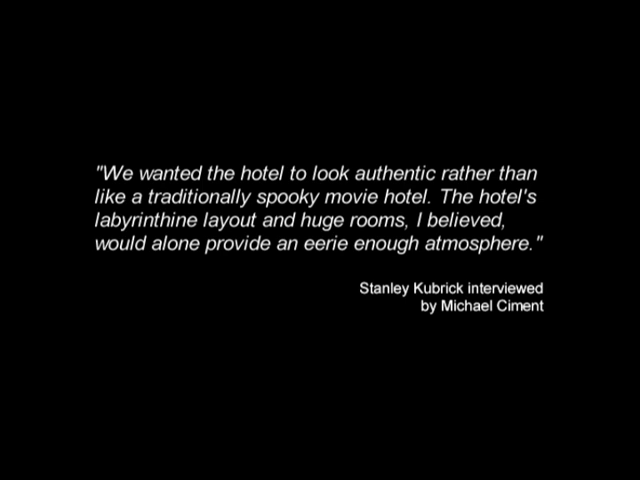 "We wanted the hotel to look authentic rather than
like a traditionally spooky movie hotel. The hotel's
labyrinthine layout and huge rooms, I believed,
would alone provide an eerie enough atmosphere."
Stanley Kubrick interviewed
by Michael Ciment